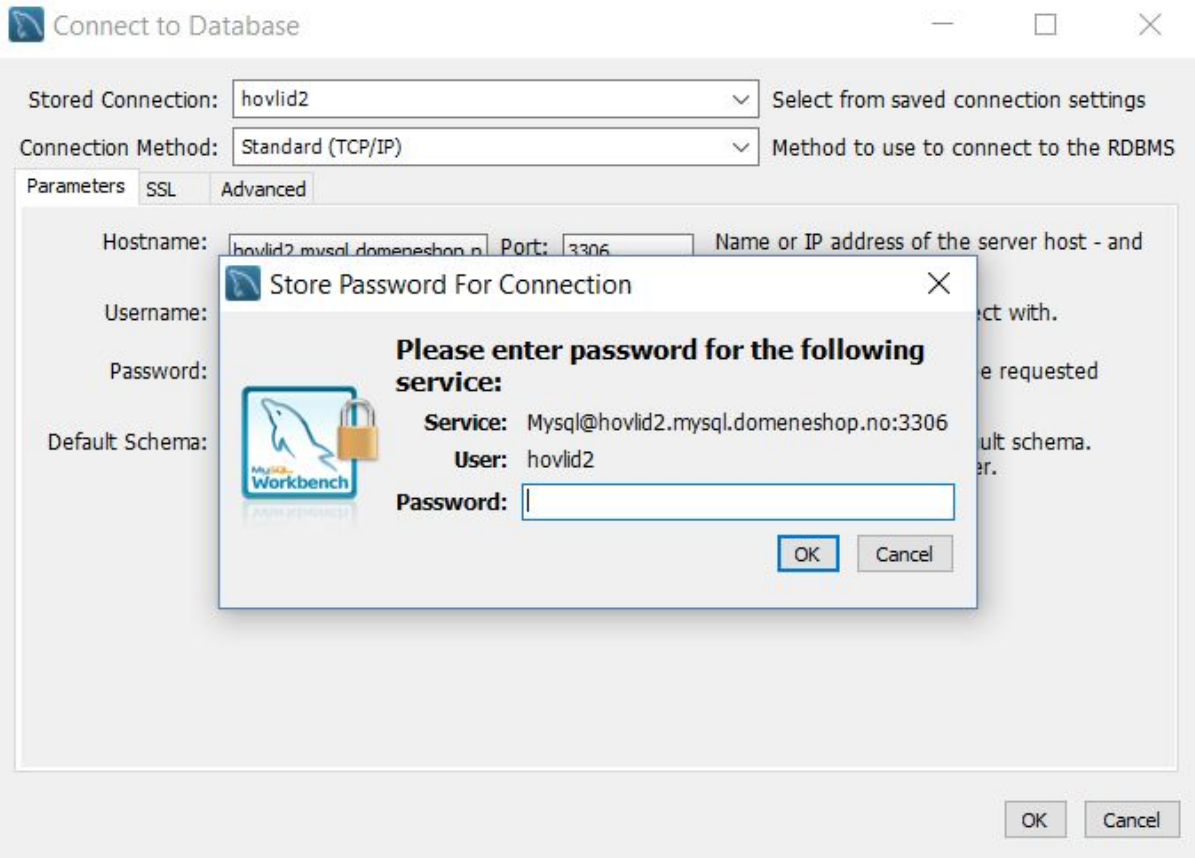 Connect to Database
Stored Connection: hovlid2 Select from saved connection settings
Connection Method: Standard (TCP/IP) Method to use to connect to the RDBMS
Parameters SSL Advanced
Hostname: hovlid2.mysql.domeneshop.n Port: 3306 Name or IP address of the server host - and
Store Password For Connection
Username: ect with.
Please enter password for the following
service:
Password: e requested
Service: Mysql@hovlid2.mysql.domeneshop.no:3306
Default Schema: ult schema.
User: hovlid2
er.
MySQL
Workbench
Password:
OK Cancel
OK Cancel